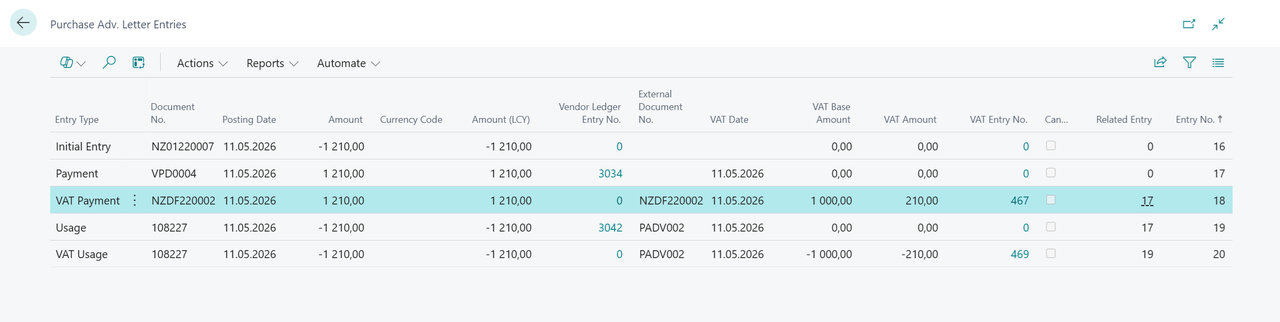 Purchase Adv. Letter Entries
Actions Reports Automate
Entry Type Document No. Posting Date Amount Currency Code Amount (LCY) Vendor Ledger Entry No. External Document No. VAT Date VAT Base Amount VAT Amount VAT Entry No. Can... Related Entry Entry No. ↑
Initial Entry NZ01220007 11.05.2026 -1 210,00 -1 210,00 0 0,00 0,00 0 0 16
Payment VPD0004 11.05.2026 1 210,00 1 210,00 3034 11.05.2026 0,00 0,00 0 0 17
VAT Payment NZDF220002 11.05.2026 1 210,00 1 210,00 0 NZDF220002 11.05.2026 1 000,00 210,00 467 17 18
Usage 108227 11.05.2026 -1 210,00 -1 210,00 3042 PADV002 11.05.2026 0,00 0,00 0 17 19
VAT Usage 108227 11.05.2026 -1 210,00 -1 210,00 0 PADV002 11.05.2026 -1 000,00 -210,00 469 19 20